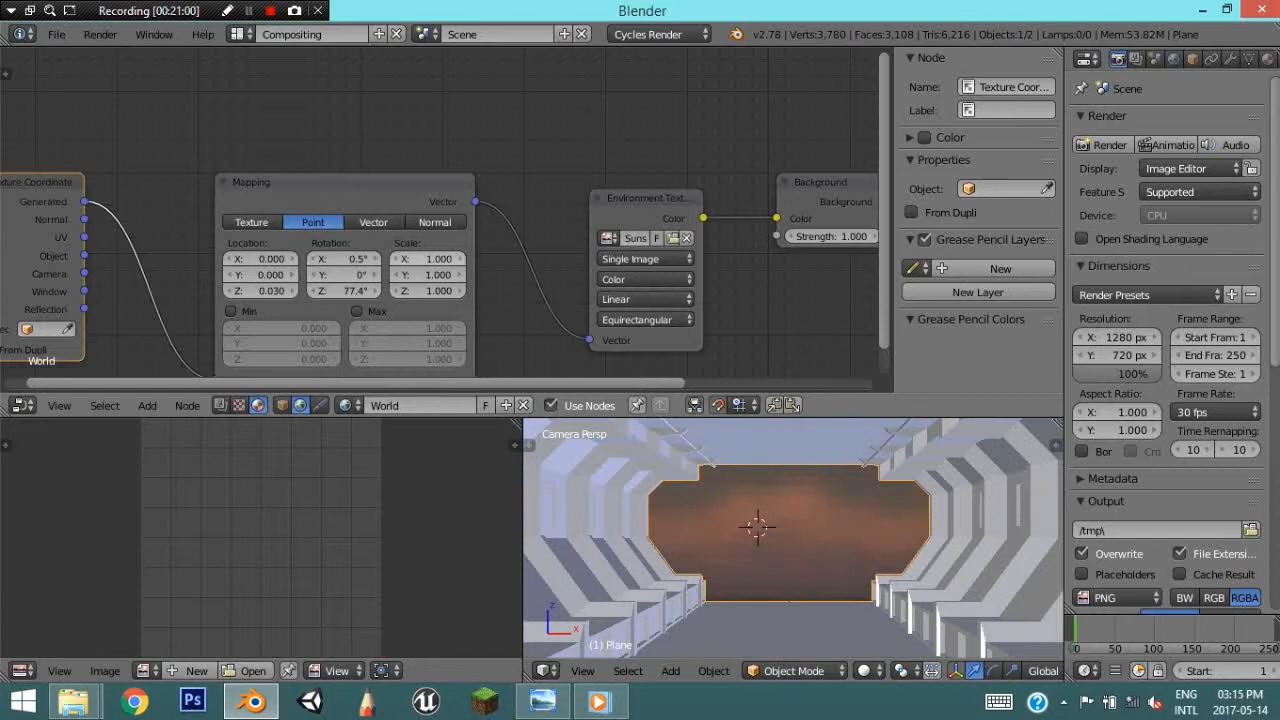 Recording [00:21:00]
Blender
File Render Window Help Compositing Scene Cycles Render v2.78 | Verts:3,780 | Faces:3,108 | Tris:6,216 | Objects:1/2 | Lamps:0/0 | Mem:53.82M | Plane
xture Coordinate
Generated
Normal
UV
Object
Camera
Window
Reflection
ec
From Dupli
World
Mapping
Vector
Texture Point Vector Normal
Location: Rotation: Scale:
X: 0.000 X: 0.5° X: 1.000
Y: 0.000 Y: 0° Y: 1.000
Z: 0.030 Z: 77.4° Z: 1.000
Min Max
X: 0.000 X: 1.000
Y: 0.000 Y: 1.000
Z: 0.000 Z: 1.000
Environment Text...
Color
Suns F
Single Image
Color
Linear
Equirectangular
Vector
Background
Background
Color
Strength: 1.000
Node
Name: Texture Coor...
Label:
Color
Properties
Object:
From Dupli
Grease Pencil Layers
New
New Layer
Grease Pencil Colors
Scene
Render
Render Animatio Audio
Display: Image Editor
Feature S Supported
Device: CPU
Open Shading Language
Dimensions
Render Presets
Resolution: Frame Range:
X: 1280 px Start Fram: 1
Y: 720 px End Fra: 250
100% Frame Ste: 1
Aspect Ratio: Frame Rate:
X: 1.000 30 fps
Y: 1.000 Time Remapping:
Bor Cro 10 10
Metadata
Output
/tmp\
Overwrite File Extensi...
Placeholders Cache Result
PNG BW RGB RGBA
View Select Add Node World F Use Nodes
Camera Persp
z
x
(1) Plane
0 50 100 150 200 250
View Image New Open View
View Select Add Object Object Mode Global
Start: 1
Ps
ENG 03:15 PM
INTL 2017-05-14